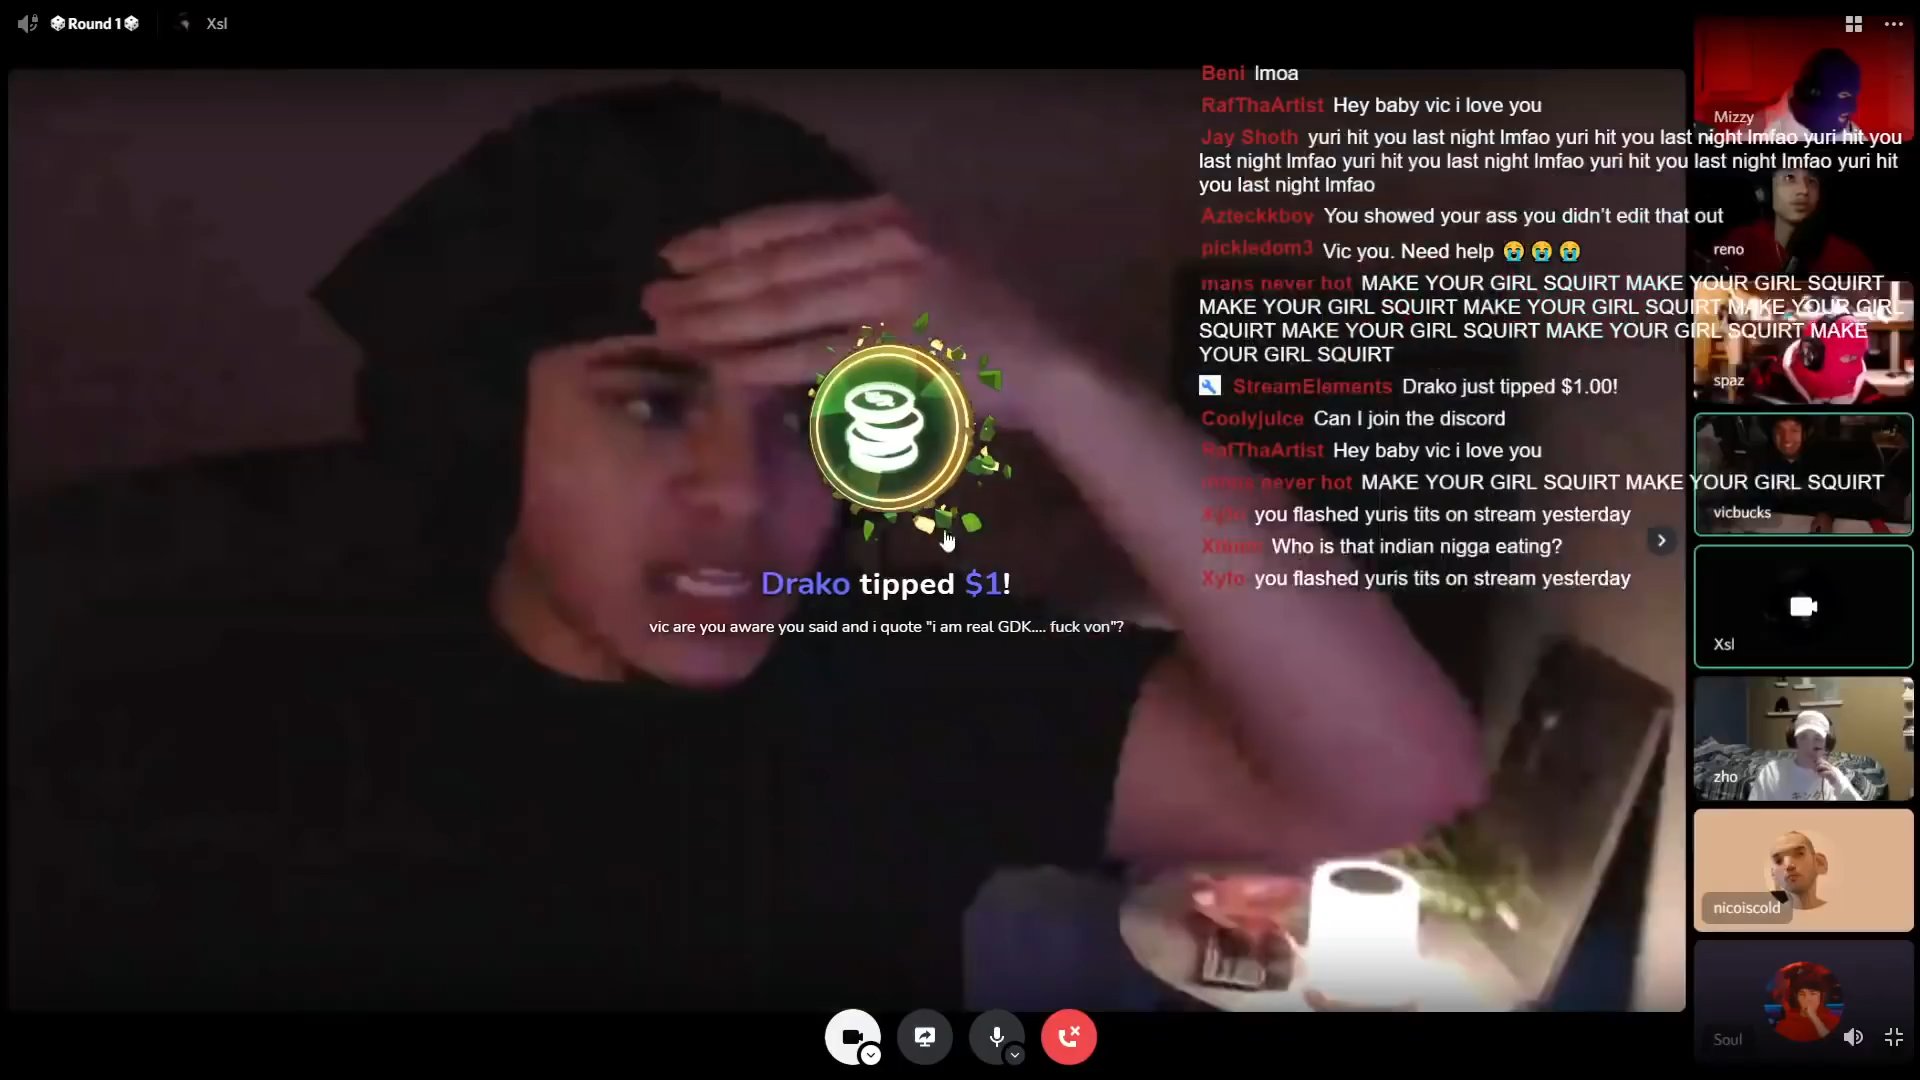 Round 1
Xsl
Beni lmoa
Mizzy
RafThaArtist Hey baby vic i love you
Jay Shoth yuri hit you last night lmfao yuri hit you last night lmfao yuri hit you
last night lmfao yuri hit you last night lmfao yuri hit you last night lmfao yuri hit
you last night lmfao
Azteckkboy You showed your ass you didn't edit that out
reno
pickledom3 Vic you. Need help 😭 😭 😭
mans never hot MAKE YOUR GIRL SQUIRT MAKE YOUR GIRL SQUIRT
MAKE YOUR GIRL SQUIRT MAKE YOUR GIRL SQUIRT MAKE YOUR GIRL
SQUIRT MAKE YOUR GIRL SQUIRT MAKE YOUR GIRL SQUIRT MAKE
YOUR GIRL SQUIRT
spaz
StreamElements Drako just tipped $1.00!
Coolyjuice Can I join the discord
RafThaArtist Hey baby vic i love you
mans never hot MAKE YOUR GIRL SQUIRT MAKE YOUR GIRL SQUIRT
vicbucks
Xyto you flashed yuris tits on stream yesterday
Who is that indian nigga eating?
Xyto you flashed yuris tits on stream yesterday
Drako tipped $1!
vic are you aware you said and i quote "i am real GDK.... fuck von"?
Xsl
zho
nicoiscold
Soul